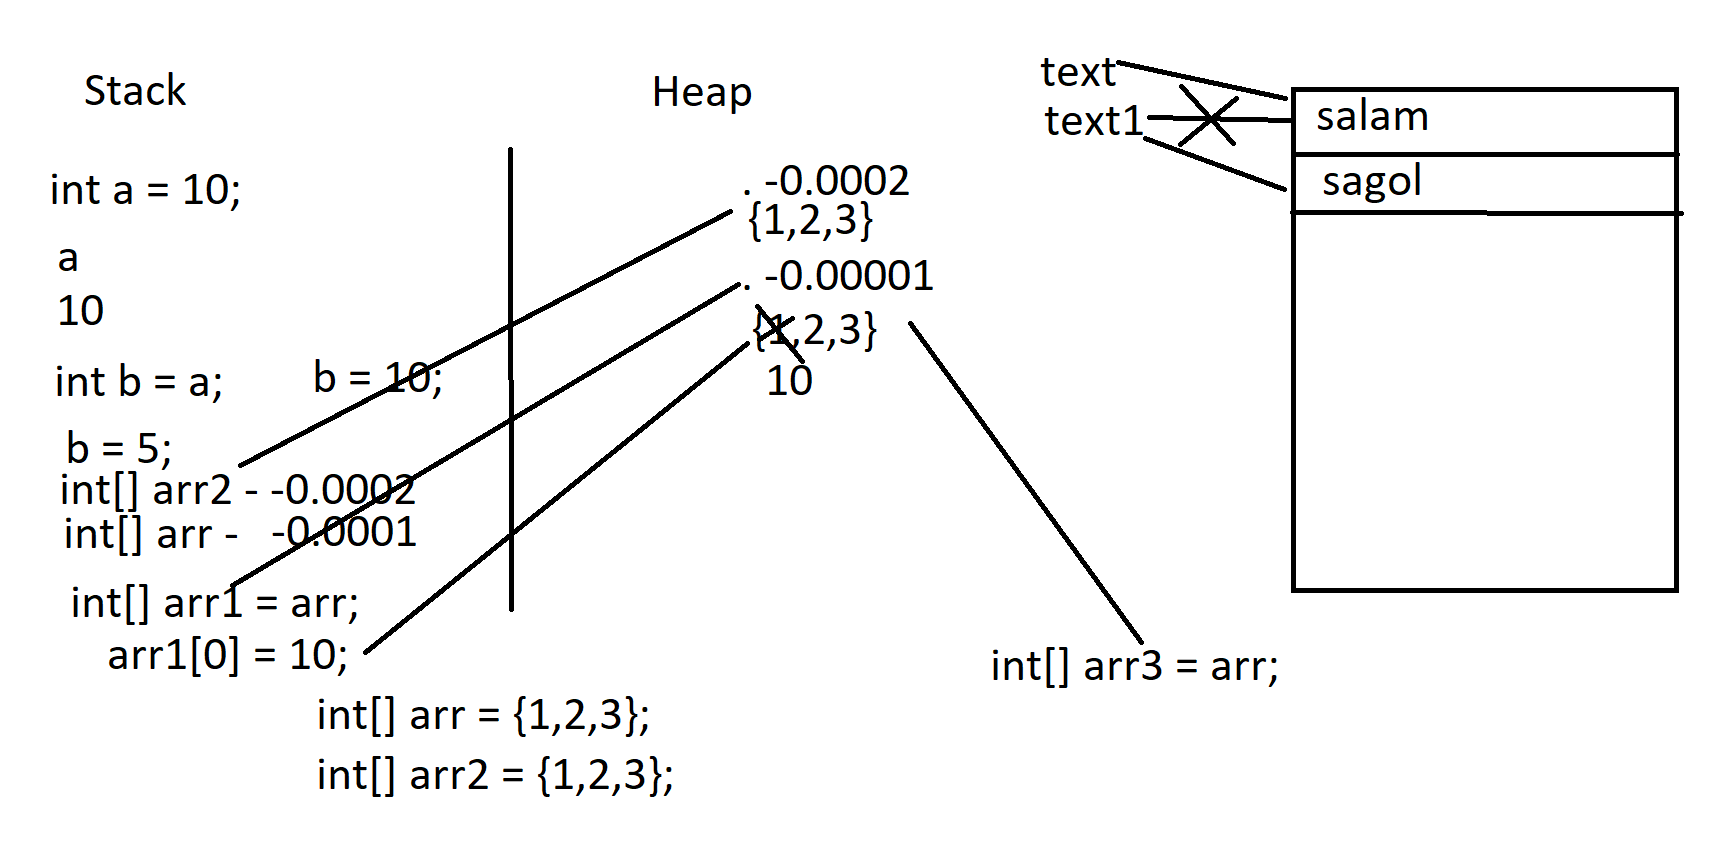 Stack
int a = 10;
a
10
int b = a;
b = 10;
b = 5;
int[] arr2 - -0.0002
int[] arr - -0.0001
int[] arr1 = arr;
arr1[0] = 10;
int[] arr = {1,2,3};
int[] arr2 = {1,2,3};
Heap
. -0.0002
{1,2,3}
. -0.00001
{1,2,3}
10
int[] arr3 = arr;
text
text1
salam
sagol